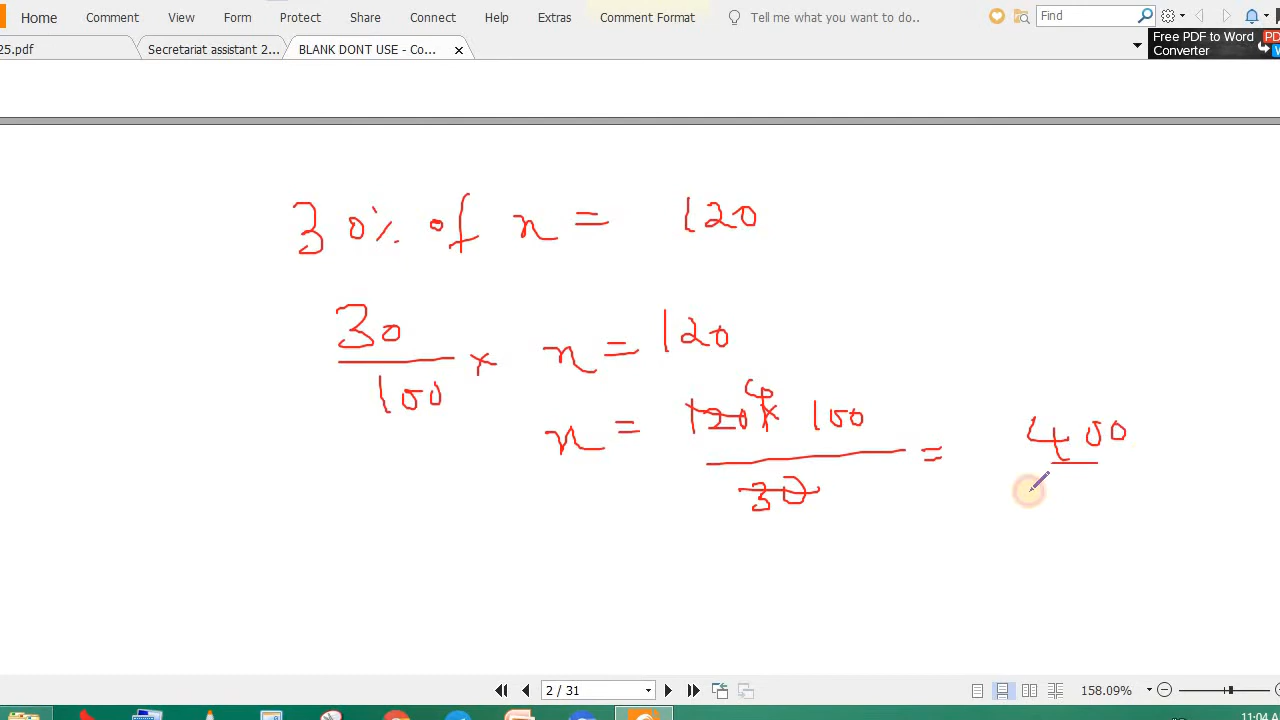 Home Comment View Form Protect Share Connect Help Extras Comment Format Tell me what you want to do.. Find
25.pdf Secretariat assistant 2... BLANK DONT USE - Co... × Free PDF to Word Converter
30% of n = 120
30/100 × n = 120
n = 120 × 100 / 30 = 400
2 / 31 158.09%
11:04 A